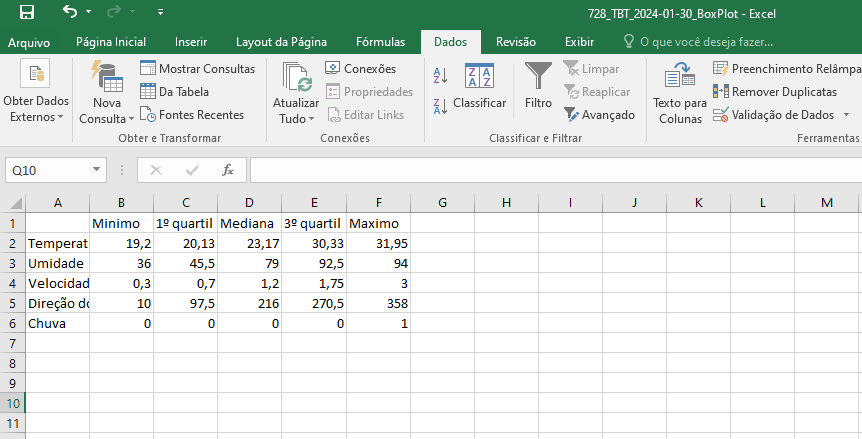 728_TBT_2024-01-30_BoxPlot - Excel
Arquivo Página Inicial Inserir Layout da Página Fórmulas Dados Revisão Exibir O que você deseja fazer...
Obter Dados Externos
Nova Consulta
Mostrar Consultas
Da Tabela
Fontes Recentes
Obter e Transformar
Atualizar Tudo
Conexões
Propriedades
Editar Links
Conexões
Classificar
Filtro
Limpar
Reaplicar
Avançado
Classificar e Filtrar
Texto para Colunas
Preenchimento Relâmpa
Remover Duplicatas
Validação de Dados
Ferramentas
Q10 fx
A B C D E F G H I J K L M
1 Minimo 1º quartil Mediana 3º quartil Maximo
2 Temperat 19,2 20,13 23,17 30,33 31,95
3 Umidade 36 45,5 79 92,5 94
4 Velocidad 0,3 0,7 1,2 1,75 3
5 Direção do 10 97,5 216 270,5 358
6 Chuva 0 0 0 0 1
7
8
9
10
11